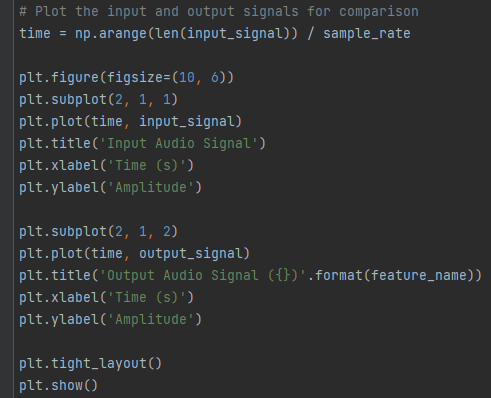 # Plot the input and output signals for comparison
time = np.arange(len(input_signal)) / sample_rate
plt.figure(figsize=(10, 6))
plt.subplot(2, 1, 1)
plt.plot(time, input_signal)
plt.title('Input Audio Signal')
plt.xlabel('Time (s)')
plt.ylabel('Amplitude')
plt.subplot(2, 1, 2)
plt.plot(time, output_signal)
plt.title('Output Audio Signal ({})'.format(feature_name))
plt.xlabel('Time (s)')
plt.ylabel('Amplitude')
plt.tight_layout()
plt.show()